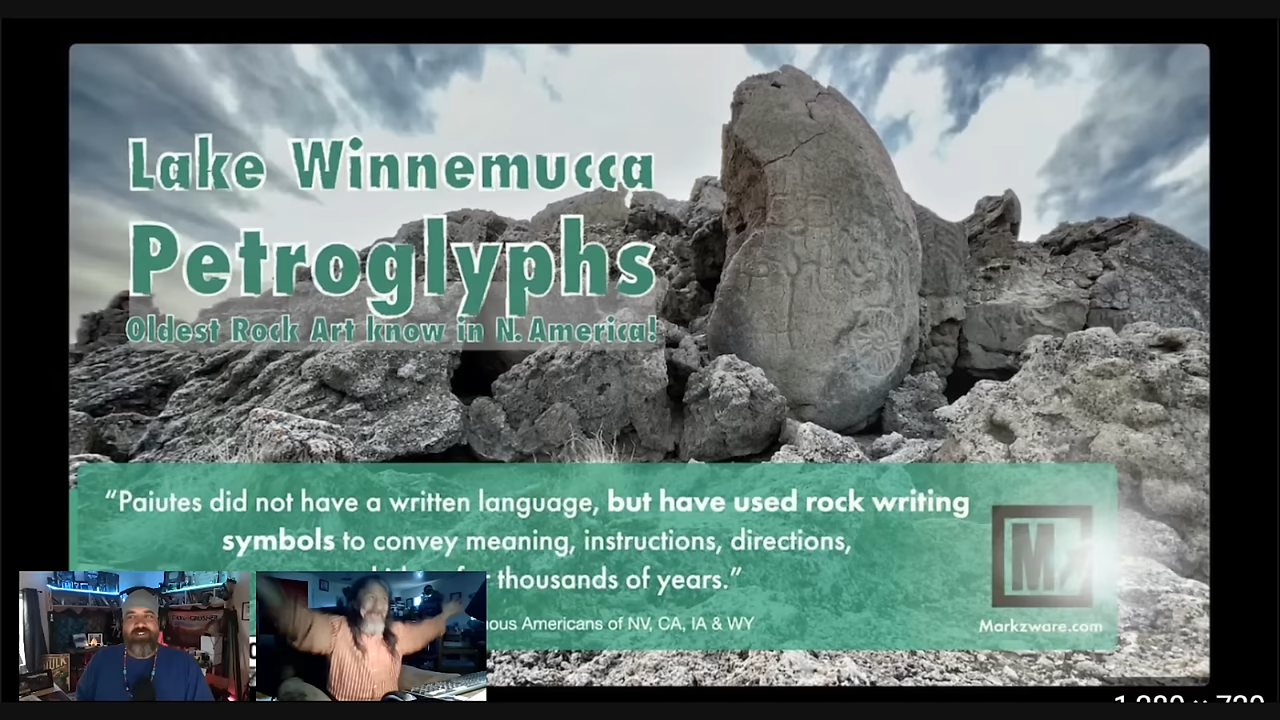 Lake Winnemucca
Petroglyphs
Oldest Rock Art know in N. America!
“Paiutes did not have a written language, but have used rock writing
symbols to convey meaning, instructions, directions,
thousands of years.”
Americans of NV, CA, IA & WY
M
Markzware.com
HULK